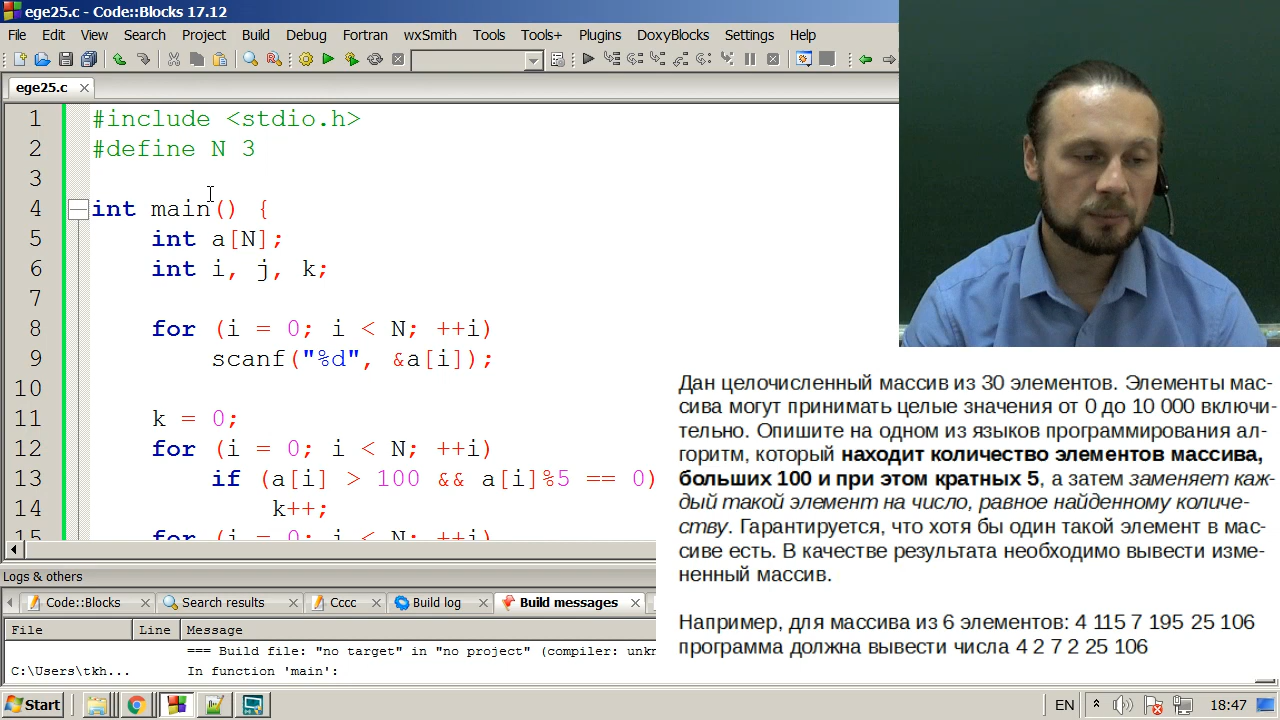 ege25.c - Code::Blocks 17.12
File Edit View Search Project Build Debug Fortran wxSmith Tools Tools+ Plugins DoxyBlocks Settings Help
ege25.c
1 #include <stdio.h>
2 #define N 3
3
4 int main() {
5 int a[N];
6 int i, j, k;
7
8 for (i = 0; i < N; ++i)
9 scanf("%d", &a[i]);
10
11 k = 0;
12 for (i = 0; i < N; ++i)
13 if (a[i] > 100 && a[i]%5 == 0)
14 k++;
15 for (i = 0; i < N; ++i)
Дан целочисленный массив из 30 элементов. Элементы мас-
сива могут принимать целые значения от 0 до 10 000 включи-
тельно. Опишите на одном из языков программирования ал-
горитм, который находит количество элементов массива,
больших 100 и при этом кратных 5, а затем заменяет каж-
дый такой элемент на число, равное найденному количе-
ству. Гарантируется, что хотя бы один такой элемент в мас-
сиве есть. В качестве результата необходимо вывести изме-
ненный массив.
Например, для массива из 6 элементов: 4 115 7 195 25 106
программа должна вывести числа 4 2 7 2 25 106
Logs & others
Code::Blocks Search results Cccc Build log Build messages
File Line Message
=== Build file: "no target" in "no project" (compiler: unkn
C:\Users\tkh... In function 'main':
Start EN 18:47